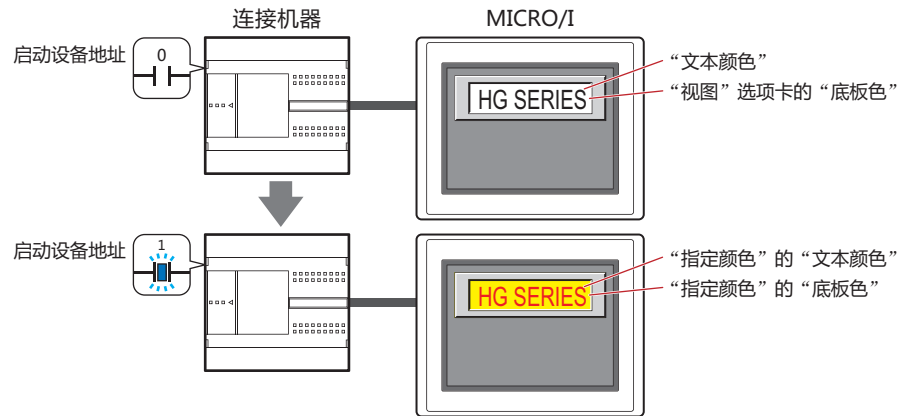 连接机器
MICRO/I
启动设备地址
0
HG SERIES
“文本颜色”
“视图”选项卡的“底板色”
启动设备地址
1
HG SERIES
“指定颜色”的“文本颜色”
“指定颜色”的“底板色”